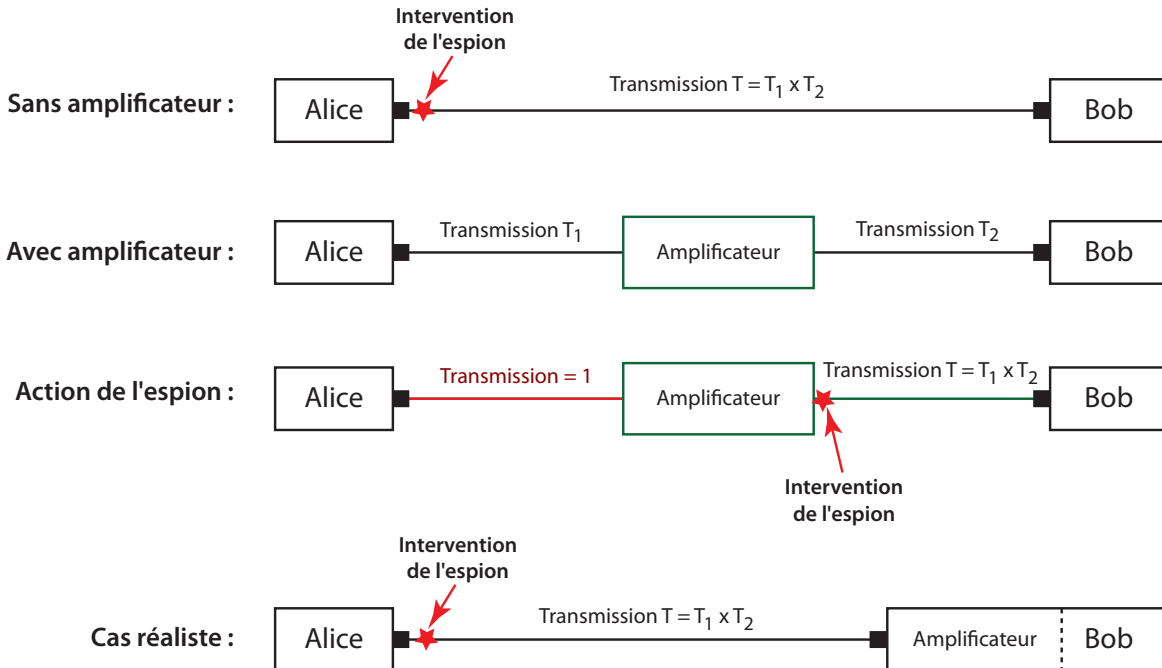 Intervention
de l'espion
Sans amplificateur :
Alice
Transmission T = T1 x T2
Bob
Avec amplificateur :
Alice
Transmission T1
Amplificateur
Transmission T2
Bob
Action de l'espion :
Alice
Transmission = 1
Amplificateur
Transmission T = T1 x T2
Bob
Intervention
de l'espion
Intervention
de l'espion
Cas réaliste :
Alice
Transmission T = T1 x T2
Amplificateur
Bob